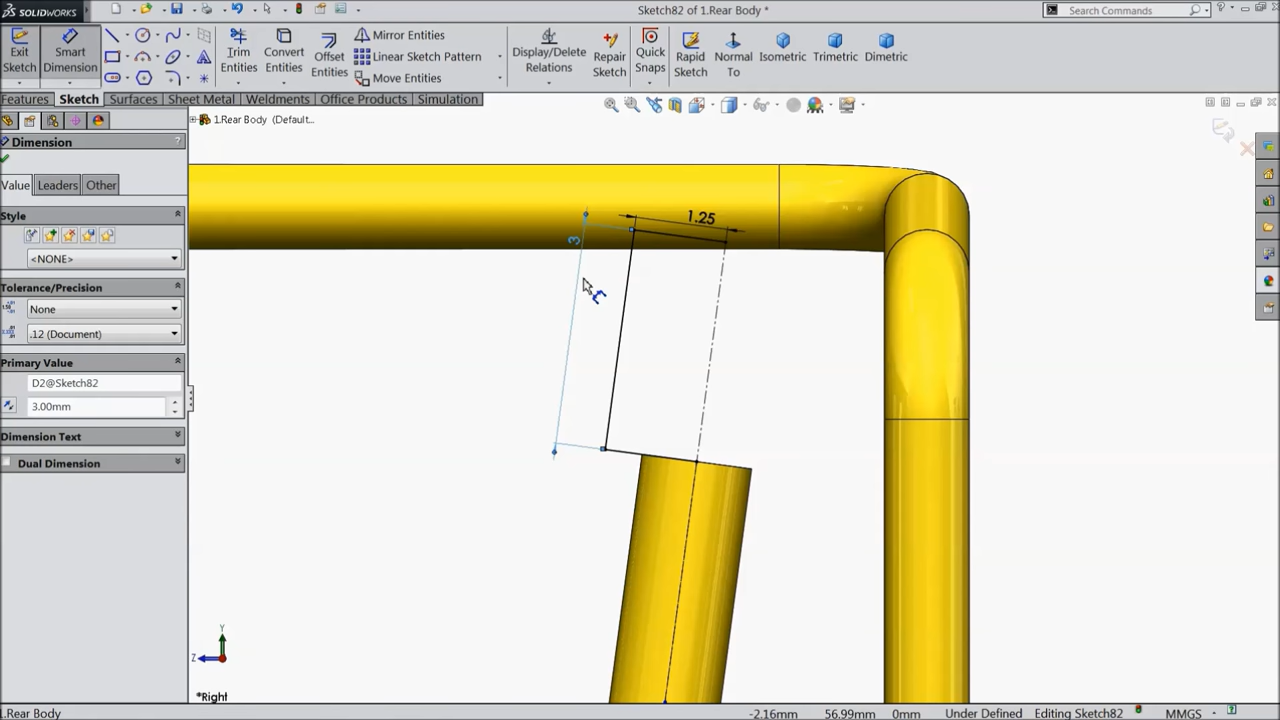 SOLIDWORKS
Sketch82 of 1.Rear Body *
Search Commands
?
Exit Sketch
Smart Dimension
Trim Entities
Convert Entities
Offset Entities
Mirror Entities
Linear Sketch Pattern
Move Entities
Display/Delete Relations
Repair Sketch
Quick Snaps
Rapid Sketch
Normal To
Isometric
Trimetric
Dimetric
Features
Sketch
Surfaces
Sheet Metal
Weldments
Office Products
Simulation
1.Rear Body (Default...
Dimension
?
Value
Leaders
Other
Style
<NONE>
Tolerance/Precision
None
.12 (Document)
Primary Value
D2@Sketch82
3.00mm
Dimension Text
Dual Dimension
1.25
3
Y
Z
*Right
1.Rear Body
-2.16mm
56.99mm
0mm
Under Defined
Editing Sketch82
MMGS
?